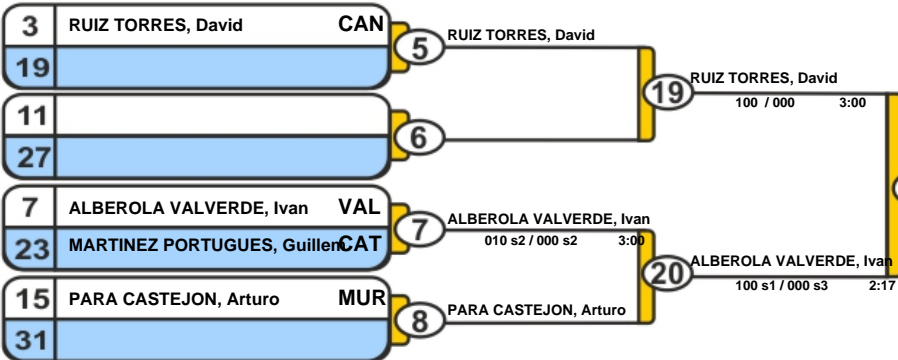 3 RUIZ TORRES, David CAN
19
5 RUIZ TORRES, David
11
27
6
19 RUIZ TORRES, David
100 / 000 3:00
7 ALBEROLA VALVERDE, Ivan VAL
23 MARTINEZ PORTUGUES, Guillem CAT
7 ALBEROLA VALVERDE, Ivan
010 s2 / 000 s2 3:00
15 PARA CASTEJON, Arturo MUR
31
8 PARA CASTEJON, Arturo
20 ALBEROLA VALVERDE, Ivan
100 s1 / 000 s3 2:17